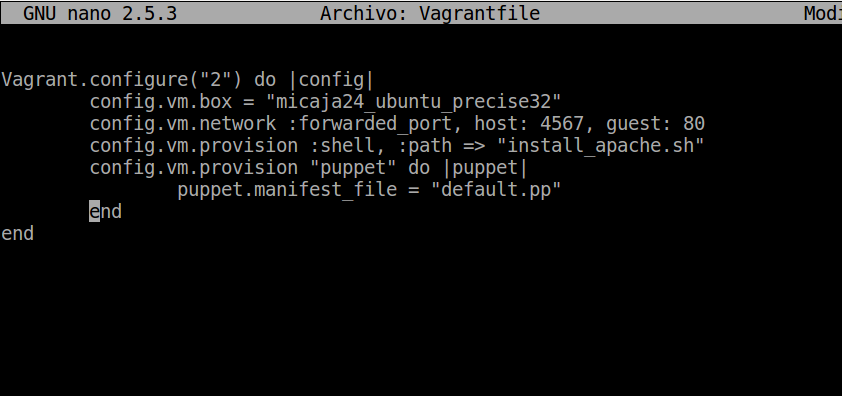 GNU nano 2.5.3 Archivo: Vagrantfile Modi
Vagrant.configure("2") do |config|
config.vm.box = "micaja24_ubuntu_precise32"
config.vm.network :forwarded_port, host: 4567, guest: 80
config.vm.provision :shell, :path => "install_apache.sh"
config.vm.provision "puppet" do |puppet|
puppet.manifest_file = "default.pp"
end
end